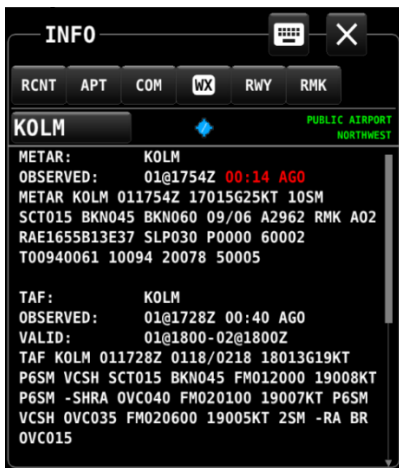 INFO
RCNT APT COM WX RWY RMK
KOLM
PUBLIC AIRPORT
NORTHWEST
METAR: KOLM
OBSERVED: 01@1754Z 00:14 AGO
METAR KOLM 011754Z 17015G25KT 10SM
SCT015 BKN045 BKN060 09/06 A2962 RMK AO2
RAE1655B13E37 SLP030 P0000 60002
T00940061 10094 20078 50005
TAF: KOLM
OBSERVED: 01@1728Z 00:40 AGO
VALID: 01@1800-02@1800Z
TAF KOLM 011728Z 0118/0218 18013G19KT
P6SM VCSH SCT015 BKN045 FM012000 19008KT
P6SM -SHRA OVC040 FM020100 19007KT P6SM
VCSH OVC035 FM020600 19005KT 2SM -RA BR
OVC015